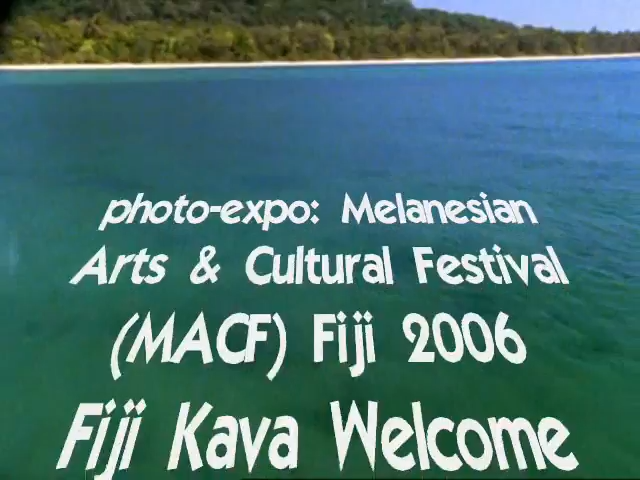 photo-expo: Melanesian
Arts & Cultural Festival
(MACF) Fiji 2006
Fiji Kava Welcome